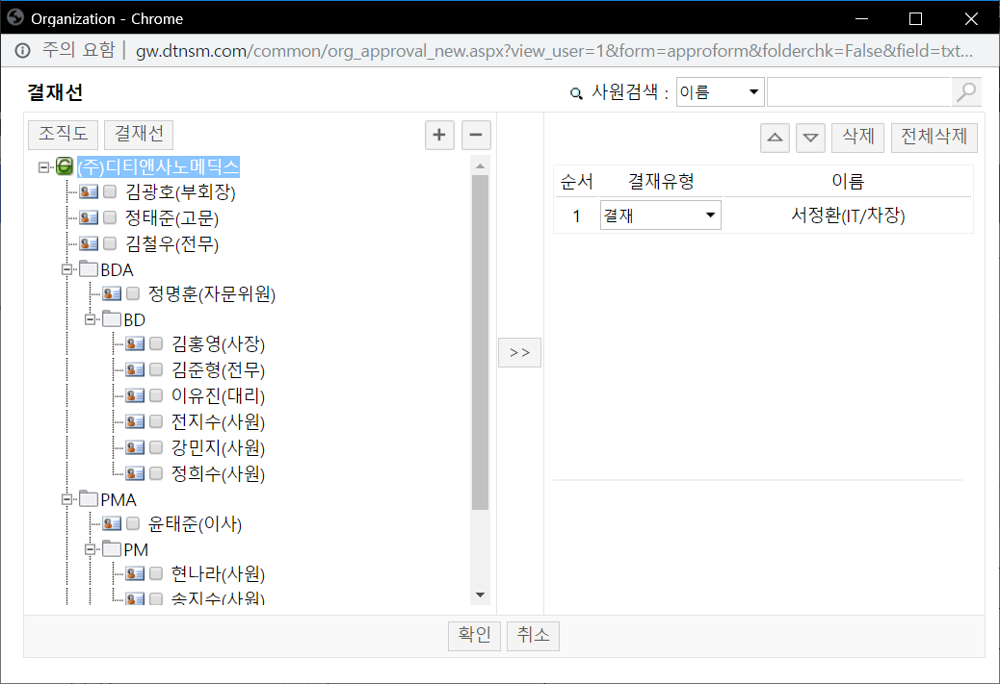 Organization - Chrome
주의 요함 | gw.dtnsm.com/common/org_approval_new.aspx?view_user=1&form=approform&folderchk=False&field=txt...
결재선
사원검색 : 이름
조직도 결재선 + −
삭제 전체삭제
(주)디티앤사노메딕스
김광호(부회장)
정태준(고문)
김철우(전무)
BDA
정명훈(자문위원)
BD
김홍영(사장)
김준형(전무)
이유진(대리)
전지수(사원)
강민지(사원)
정희수(사원)
PMA
윤태준(이사)
PM
현나라(사원)
송지수(사원)
>>
순서 결재유형 이름
1 결재 서정환(IT/차장)
확인 취소